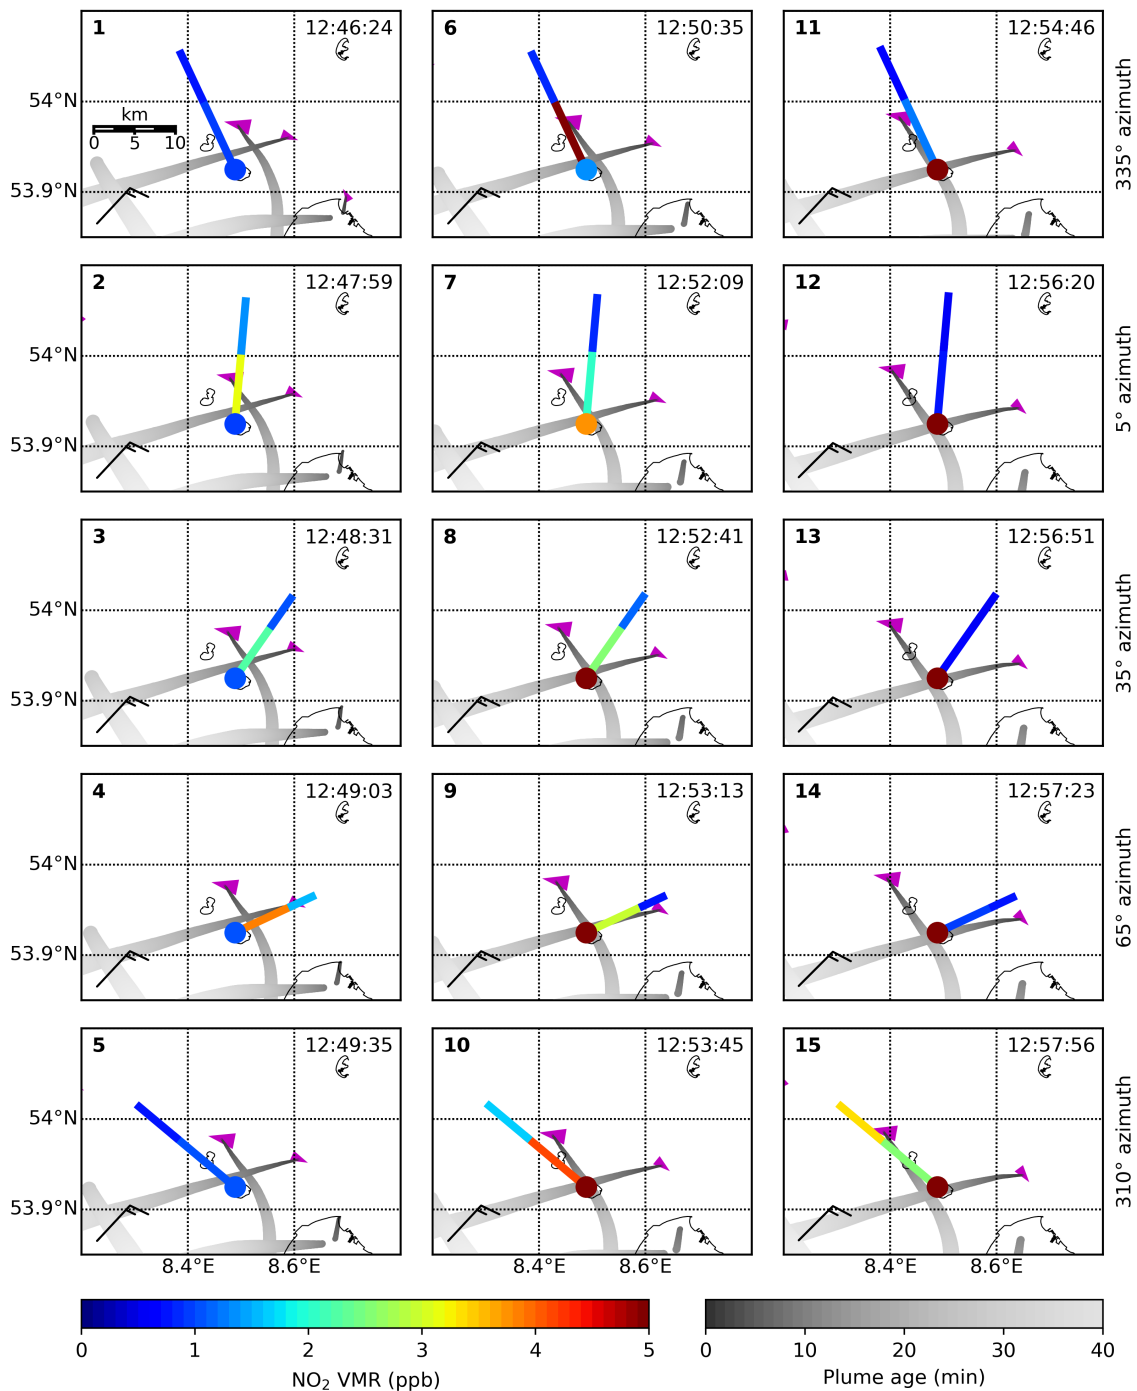 1 12:46:24
6 12:50:35
11 12:54:46
335° azimuth
54°N
km
0 5 10
53.9°N
2 12:47:59
7 12:52:09
12 12:56:20
5° azimuth
54°N
53.9°N
3 12:48:31
8 12:52:41
13 12:56:51
35° azimuth
54°N
53.9°N
4 12:49:03
9 12:53:13
14 12:57:23
65° azimuth
54°N
53.9°N
5 12:49:35
10 12:53:45
15 12:57:56
310° azimuth
54°N
53.9°N
8.4°E 8.6°E 8.4°E 8.6°E 8.4°E 8.6°E
0 1 2 3 4 5
NO₂ VMR (ppb)
0 10 20 30 40
Plume age (min)